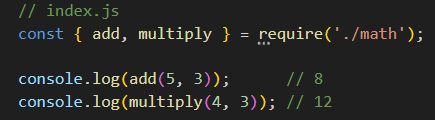 // index.js
const { add, multiply } = require('./math');
console.log(add(5, 3));       // 8
console.log(multiply(4, 3)); // 12